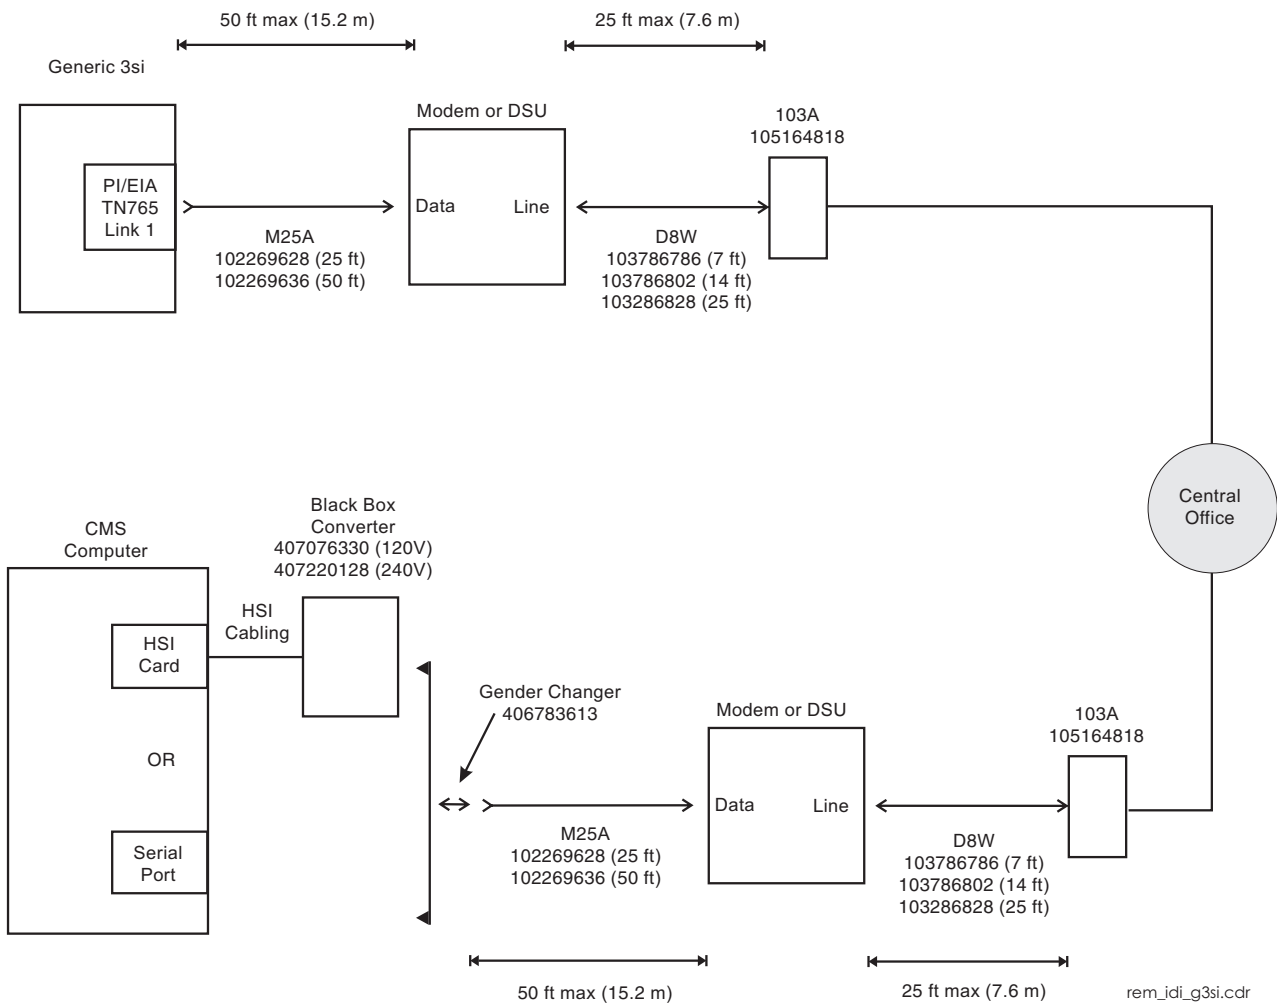 50 ft max (15.2 m)
25 ft max (7.6 m)
Generic 3si
Modem or DSU
103A
105164818
PI/EIA
TN765
Link 1
Data
Line
M25A
102269628 (25 ft)
102269636 (50 ft)
D8W
103786786 (7 ft)
103786802 (14 ft)
103286828 (25 ft)
Central
Office
CMS
Computer
Black Box
Converter
407076330 (120V)
407220128 (240V)
HSI
Cabling
HSI
Card
Gender Changer
406783613
Modem or DSU
103A
105164818
OR
Data
Line
Serial
Port
M25A
102269628 (25 ft)
102269636 (50 ft)
D8W
103786786 (7 ft)
103786802 (14 ft)
103286828 (25 ft)
50 ft max (15.2 m)
25 ft max (7.6 m)
rem_idi_g3si.cdr